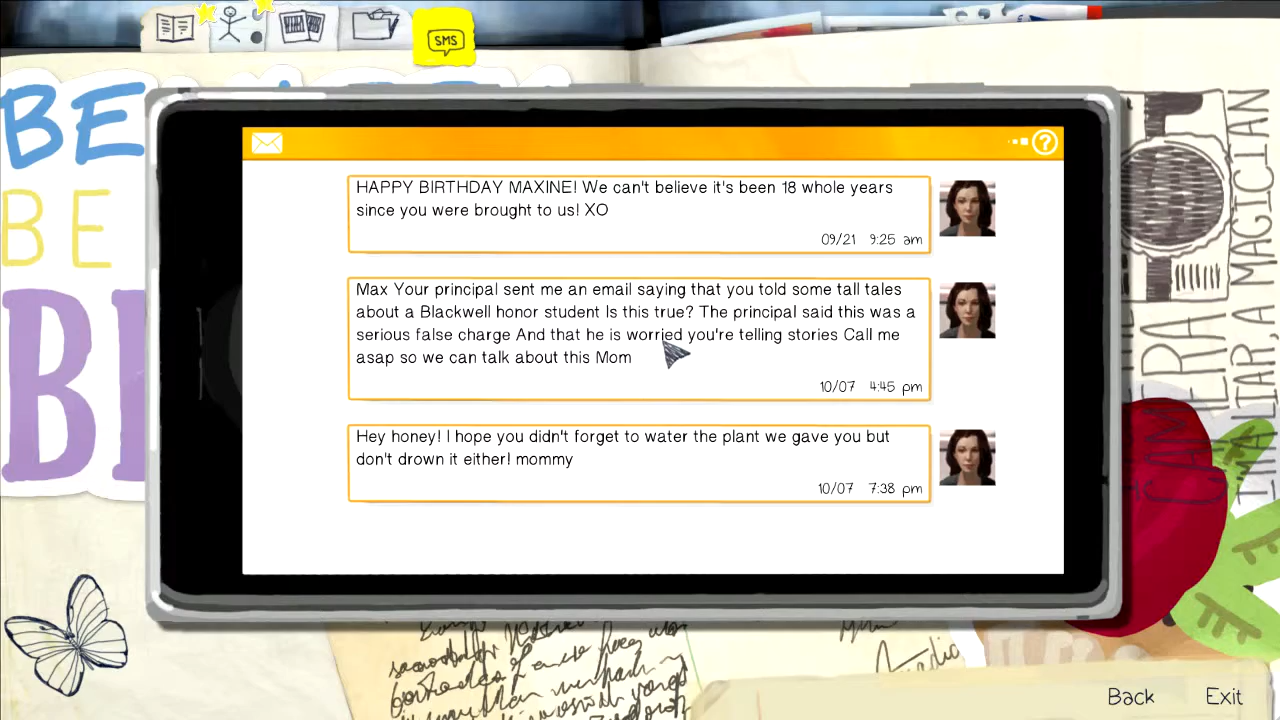 SMS
BE
BE
HAPPY BIRTHDAY MAXINE! We can't believe it's been 18 whole years
since you were brought to us! XO
09/21 9:25 am
Max Your principal sent me an email saying that you told some tall tales
about a Blackwell honor student Is this true? The principal said this was a
serious false charge And that he is worried you're telling stories Call me
asap so we can talk about this Mom
10/07 4:45 pm
Hey honey! I hope you didn't forget to water the plant we gave you but
don't drown it either! mommy
10/07 7:38 pm
CAMERA
MAGICIAN
Back Exit